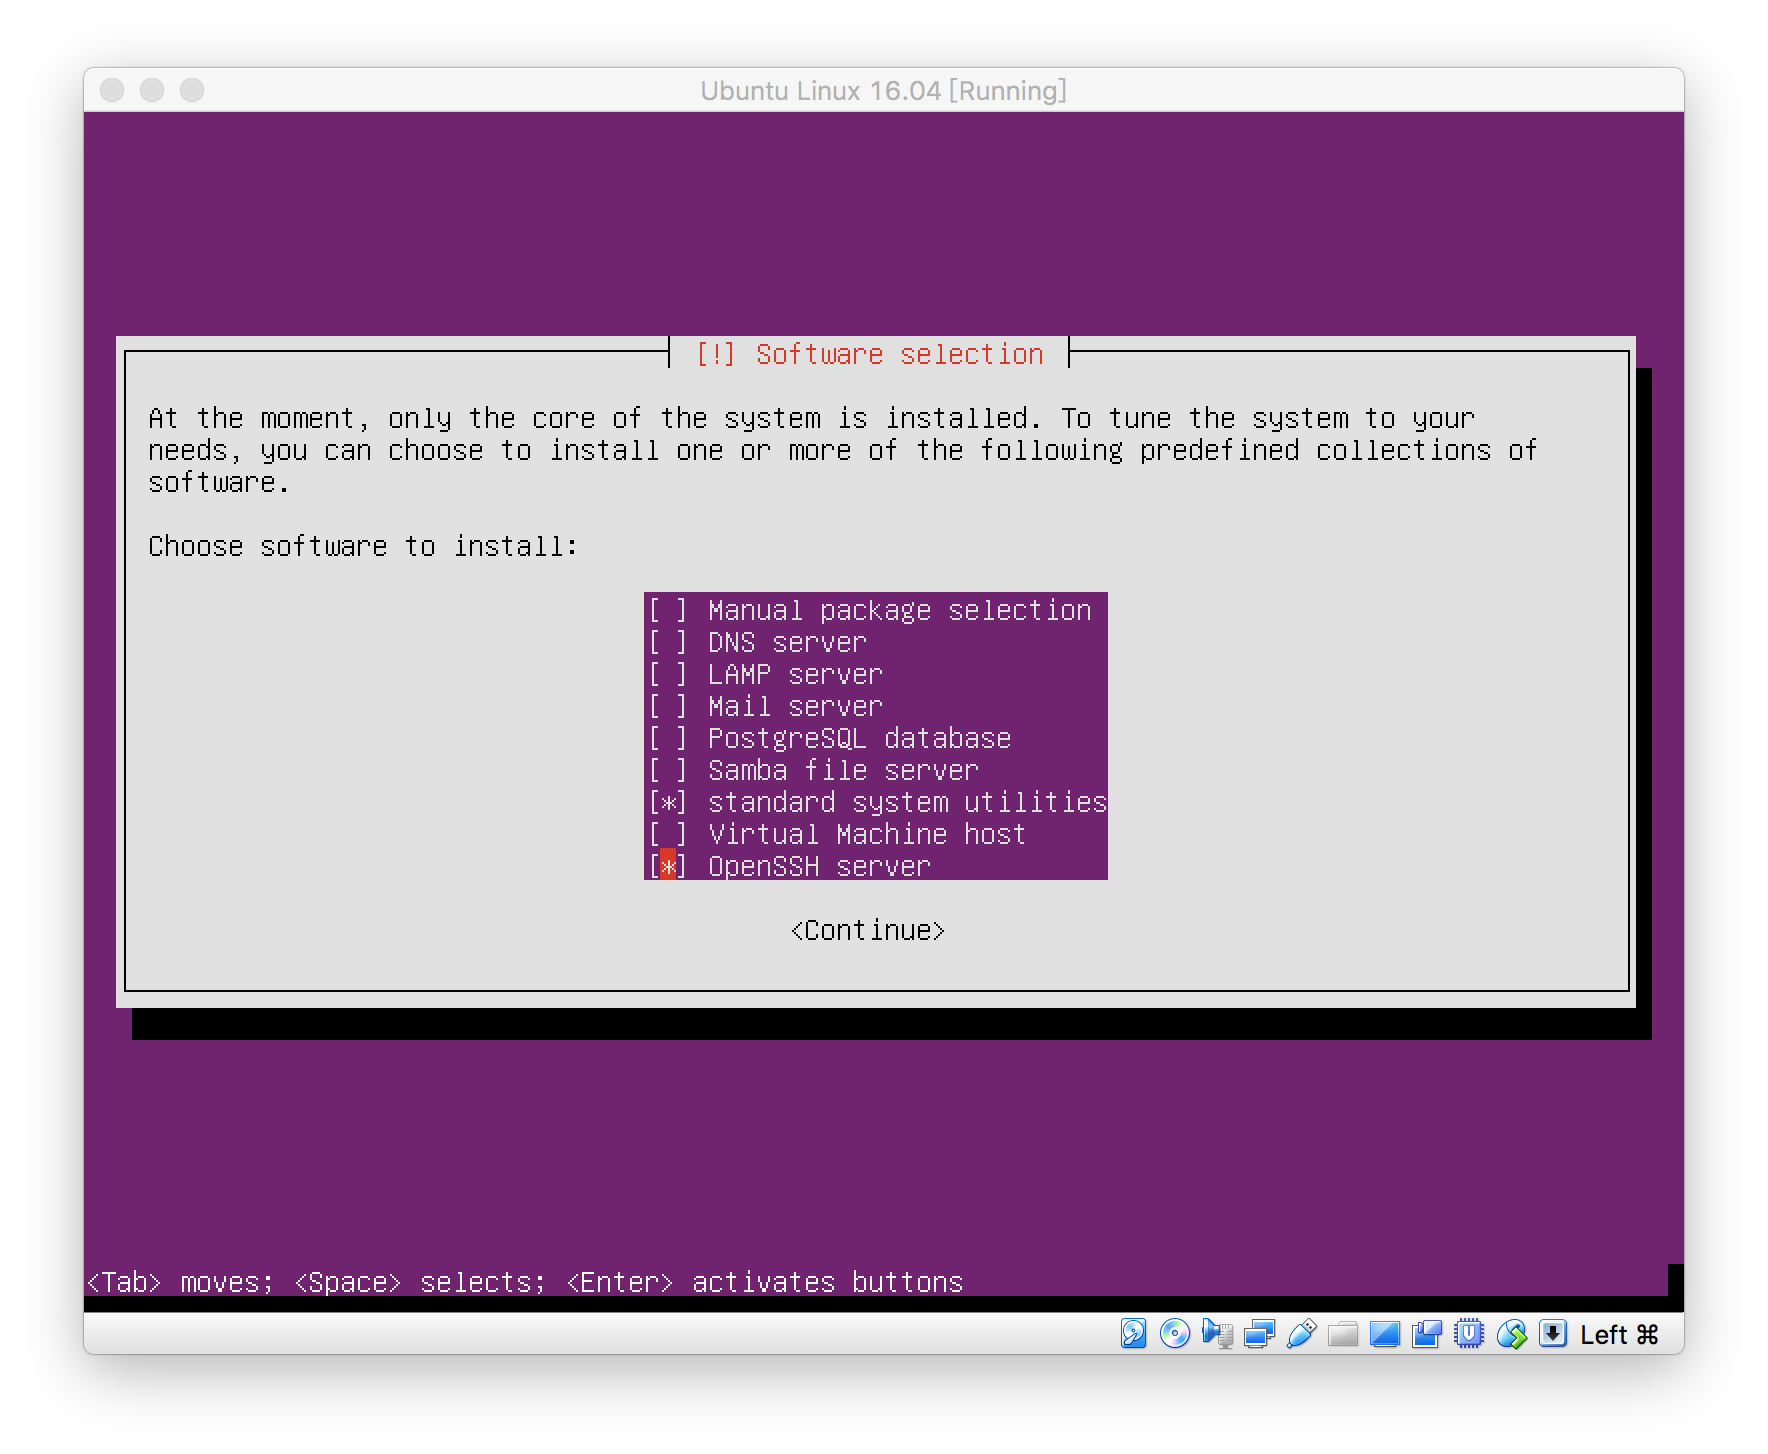 Ubuntu Linux 16.04 [Running]
[!] Software selection
At the moment, only the core of the system is installed. To tune the system to your
needs, you can choose to install one or more of the following predefined collections of
software.
Choose software to install:
[ ] Manual package selection
[ ] DNS server
[ ] LAMP server
[ ] Mail server
[ ] PostgreSQL database
[ ] Samba file server
[*] standard system utilities
[ ] Virtual Machine host
[*] OpenSSH server
<Continue>
<Tab> moves; <Space> selects; <Enter> activates buttons
Left ⌘